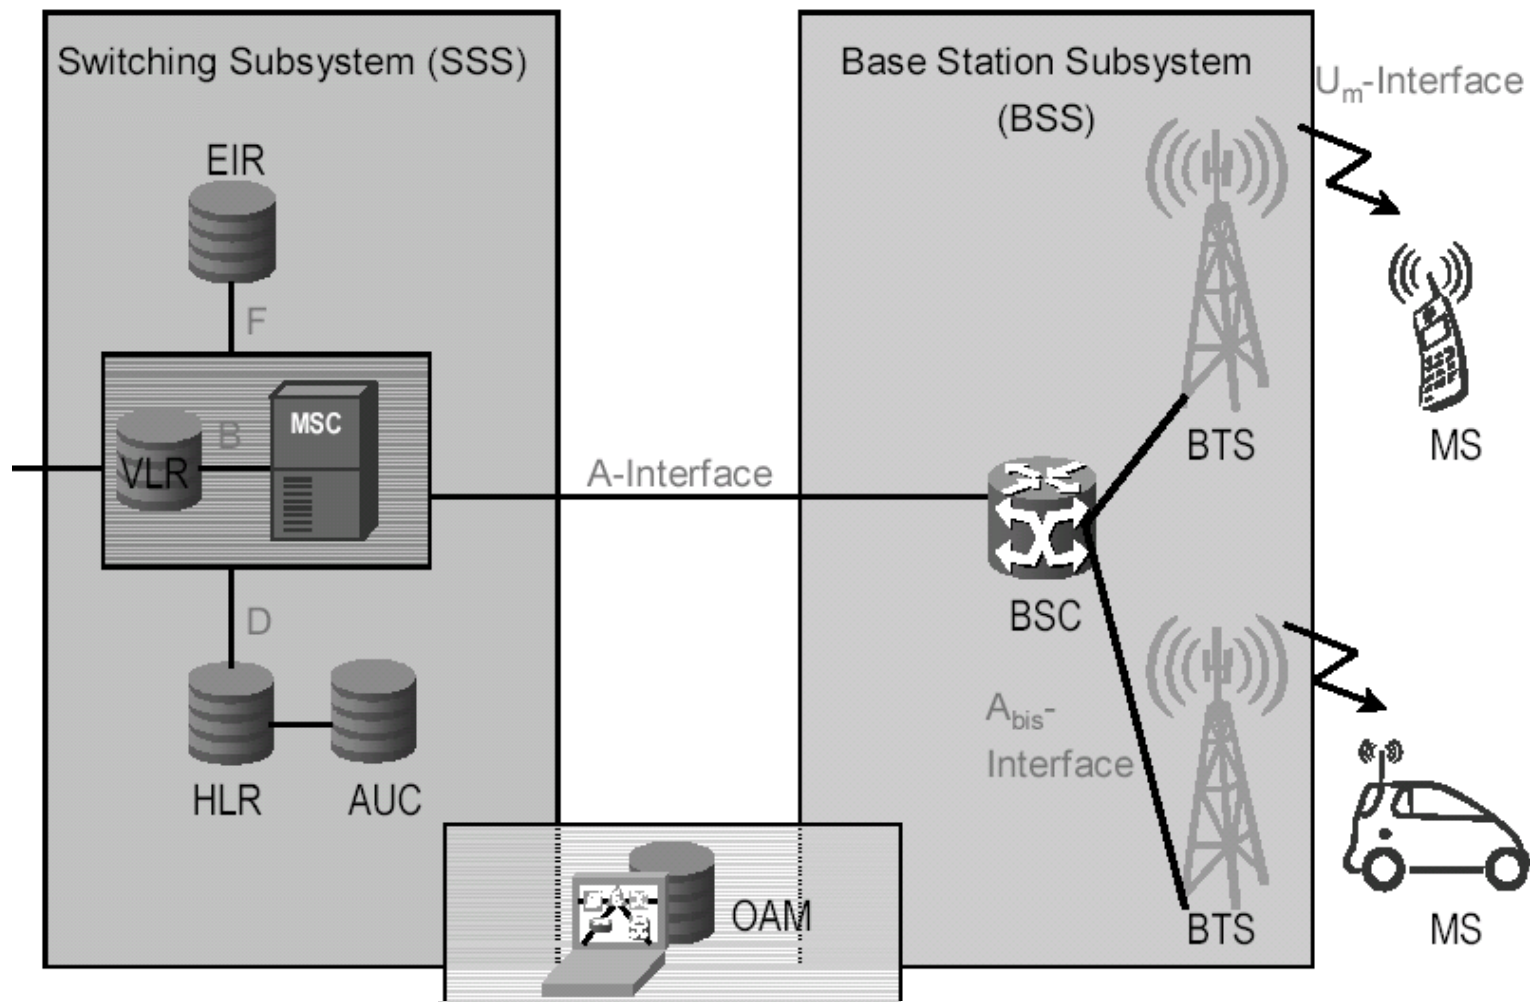 Switching Subsystem (SSS)
Base Station Subsystem
(BSS)
Um-Interface
EIR
F
MSC
B
VLR
A-Interface
BTS
MS
BSC
D
Abis-
Interface
HLR
AUC
OAM
BTS
MS